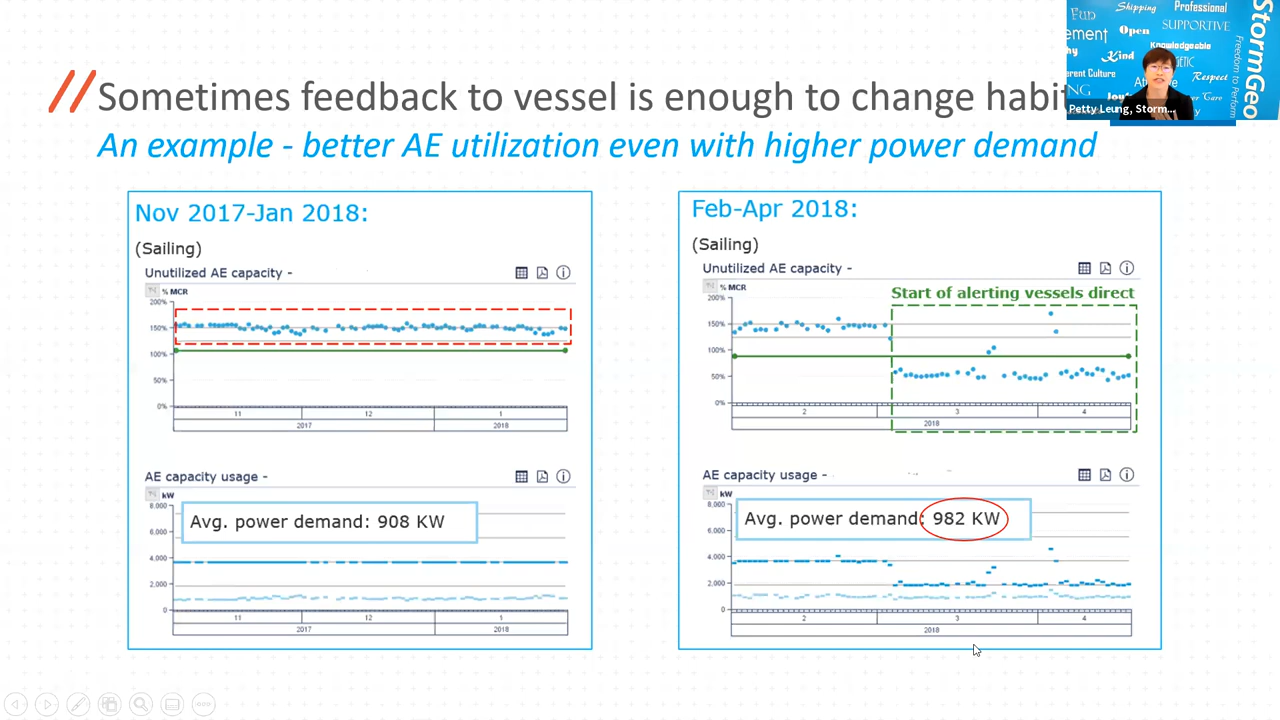 Sometimes feedback to vessel is enough to change habit
An example - better AE utilization even with higher power demand
Fun
Shipping
Professional
SUPPORTIVE
ement
Open
Knowledgeable
Kind
Respect
StormGeo
Freedom to Perform
Petty Leung, Storm...
Nov 2017-Jan 2018:
(Sailing)
Unutilized AE capacity -
% MCR
200%
150%
100%
50%
0%
11 12 1
2017 2018
AE capacity usage -
kW
8,000
Avg. power demand: 908 KW
6,000
4,000
2,000
0
11 12 1
2017 2018
Feb-Apr 2018:
(Sailing)
Unutilized AE capacity -
% MCR
Start of alerting vessels direct
200%
150%
100%
50%
0%
2 3 4
2018
AE capacity usage -
kW
8,000
Avg. power demand: 982 KW
6,000
4,000
2,000
0
2 3 4
2018